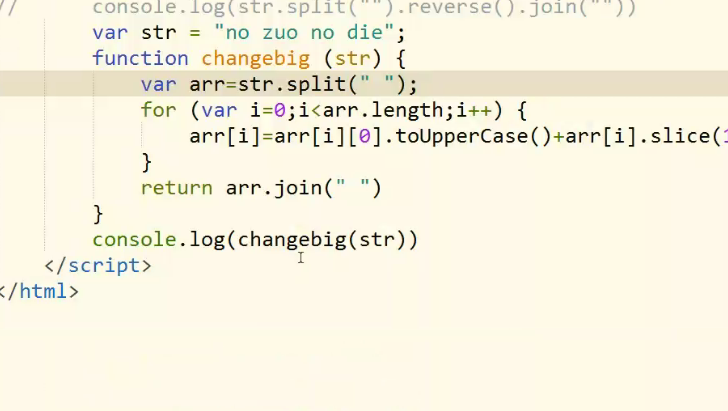 // console.log(str.split("").reverse().join(""))
var str = "no zuo no die";
function changebig (str) {
var arr=str.split(" ");
for (var i=0;i<arr.length;i++) {
arr[i]=arr[i][0].toUpperCase()+arr[i].slice(1
}
return arr.join(" ")
}
console.log(changebig(str))
</script>
</html>